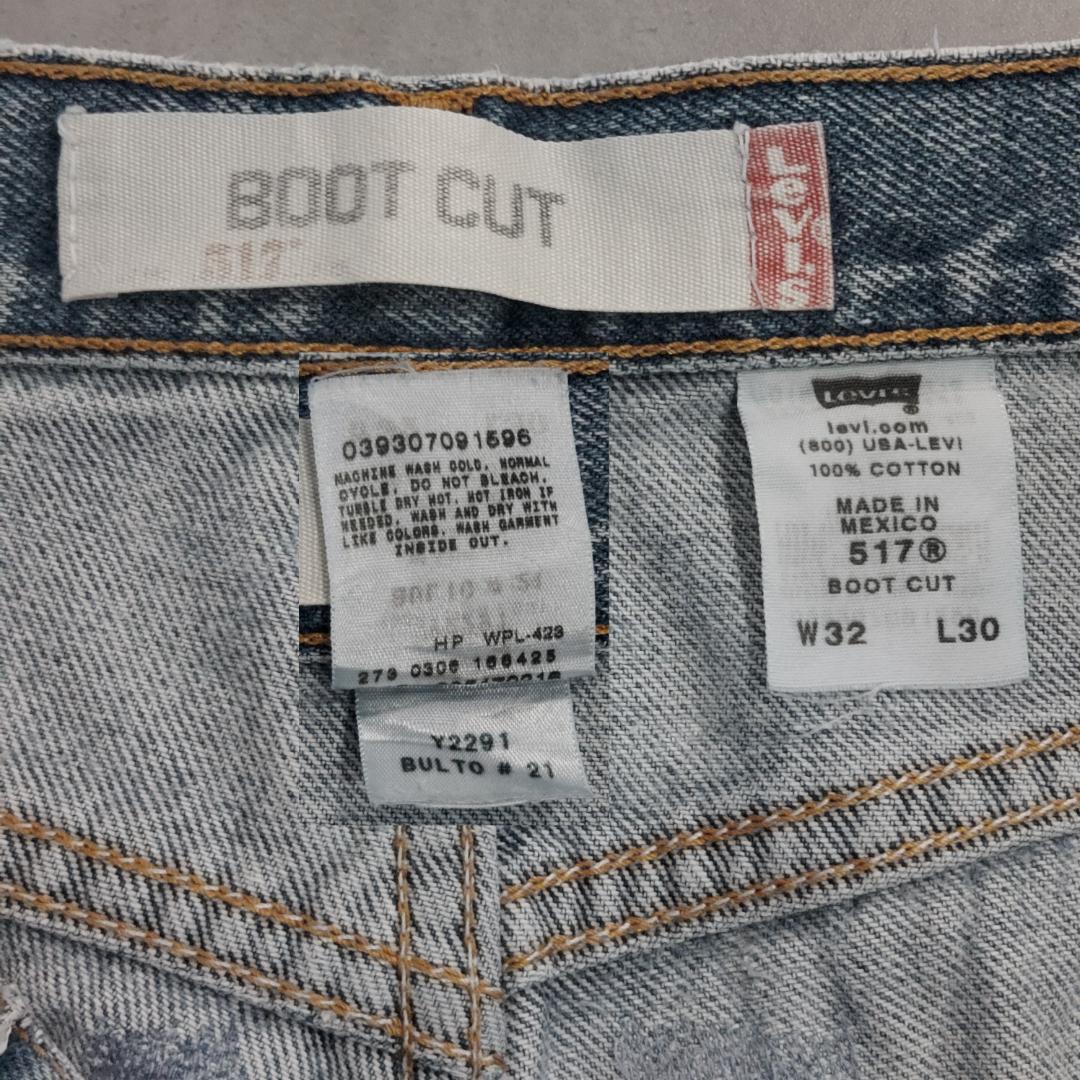 BOOT CUT
517™
LEVI'S
039307091596
MACHINE WASH COLD, NORMAL
CYCLE, DO NOT BLEACH,
TUMBLE DRY HOT, HOT IRON IF
NEEDED, WASH AND DRY WITH
LIKE COLORS, WASH GARMENT
INSIDE OUT.
HP WPL-423
279 0306 166425
Y2291
BULTO # 21
Levi's®
levi.com
(800) USA-LEVI
100% COTTON
MADE IN
MEXICO
517®
BOOT CUT
W32 L30